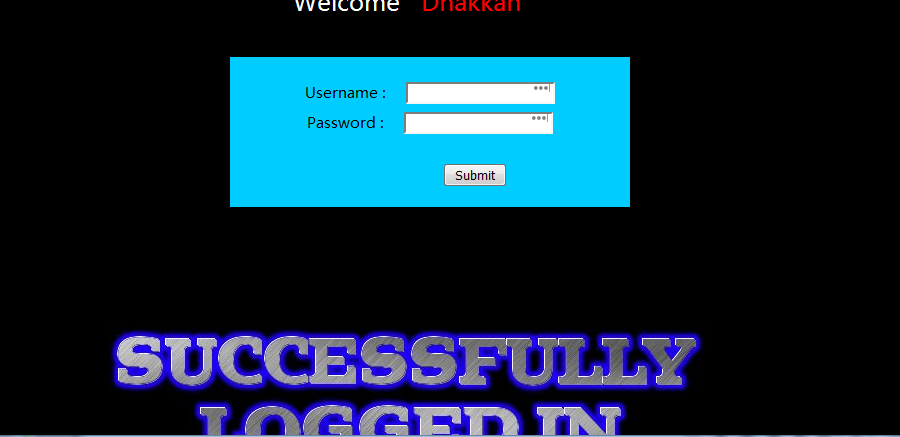 Welcome Dhakkan
Username :
Password :
Submit
SUCCESSFULLY
LOGGED IN